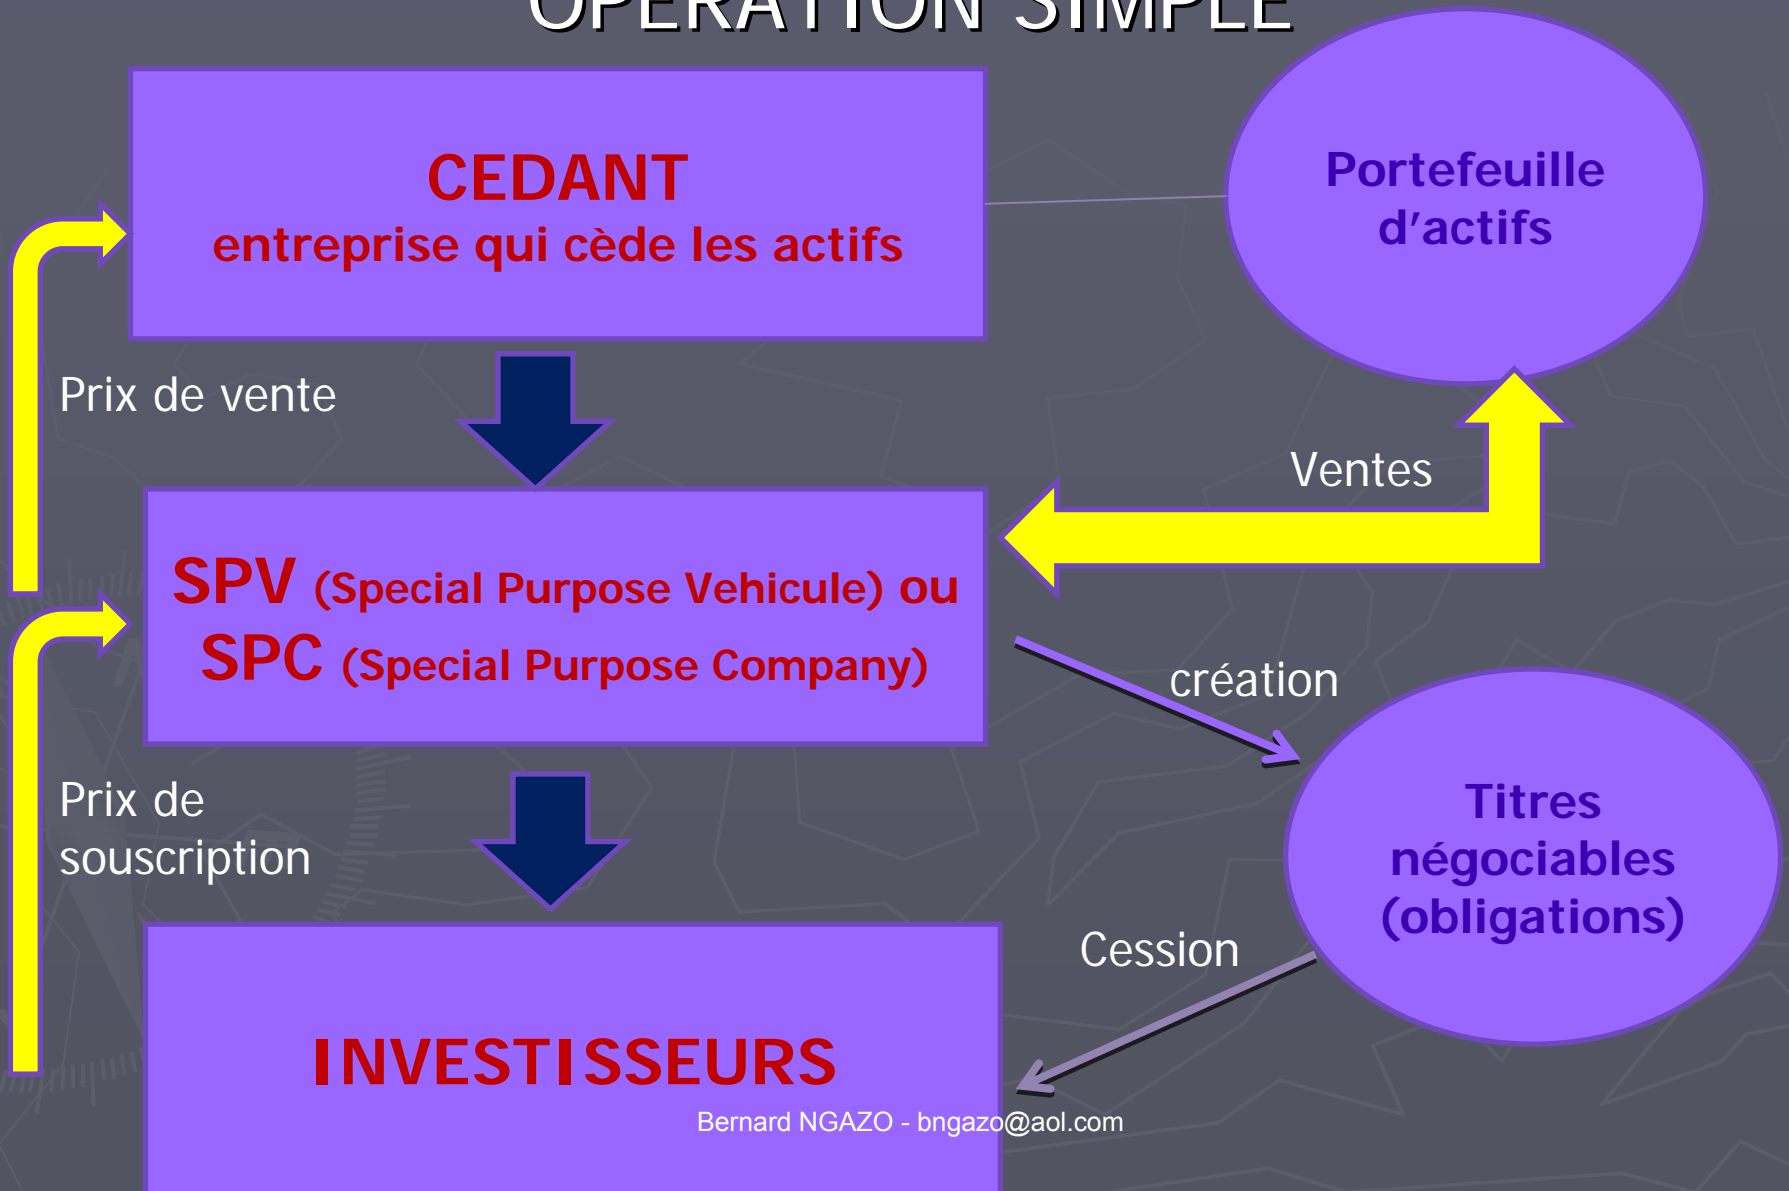 OPERATION SIMPLE
CEDANT
entreprise qui cède les actifs
Portefeuille
d'actifs
Prix de vente
Ventes
SPV (Special Purpose Vehicule) ou
SPC (Special Purpose Company)
création
Prix de
souscription
Titres
négociables
(obligations)
Cession
INVESTISSEURS
Bernard NGAZO - bngazo@aol.com